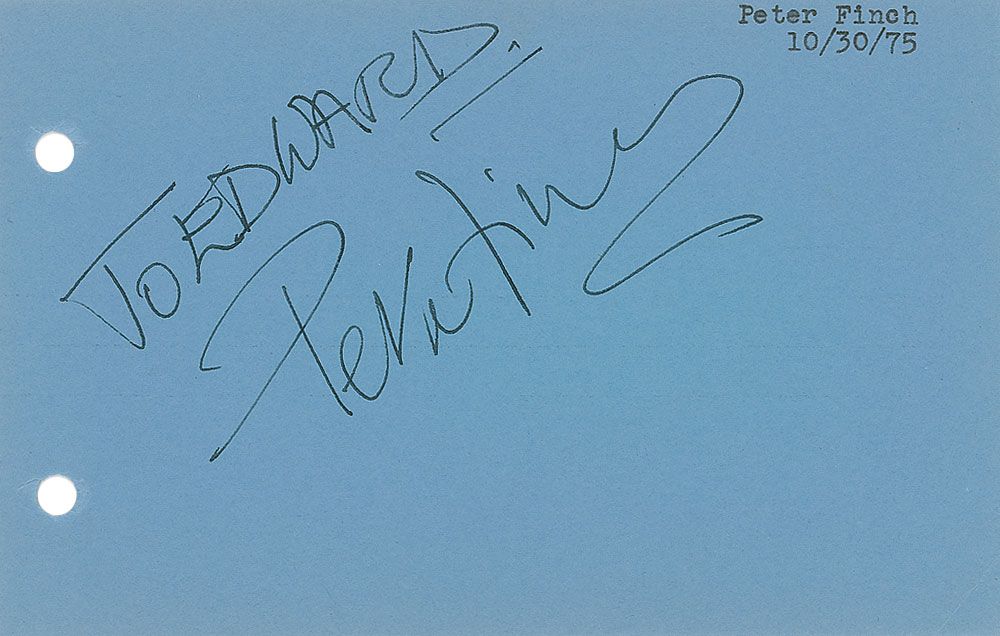 Peter Finch
10/30/75
To EDWARD.
Peter Finch